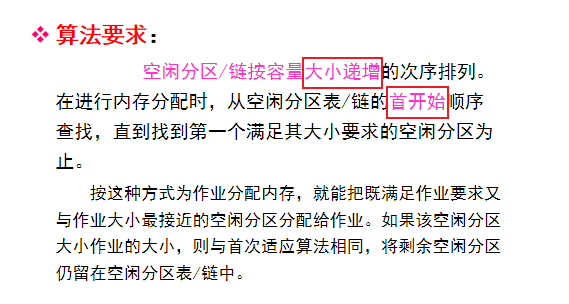 ❖ 算法要求：
空闲分区/链按容量大小递增的次序排列。
在进行内存分配时，从空闲分区表/链的首开始顺序
查找，直到找到第一个满足其大小要求的空闲分区为
止。
按这种方式为作业分配内存，就能把既满足作业要求又
与作业大小最接近的空闲分区分配给作业。如果该空闲分区
大小作业的大小，则与首次适应算法相同，将剩余空闲分区
仍留在空闲分区表/链中。